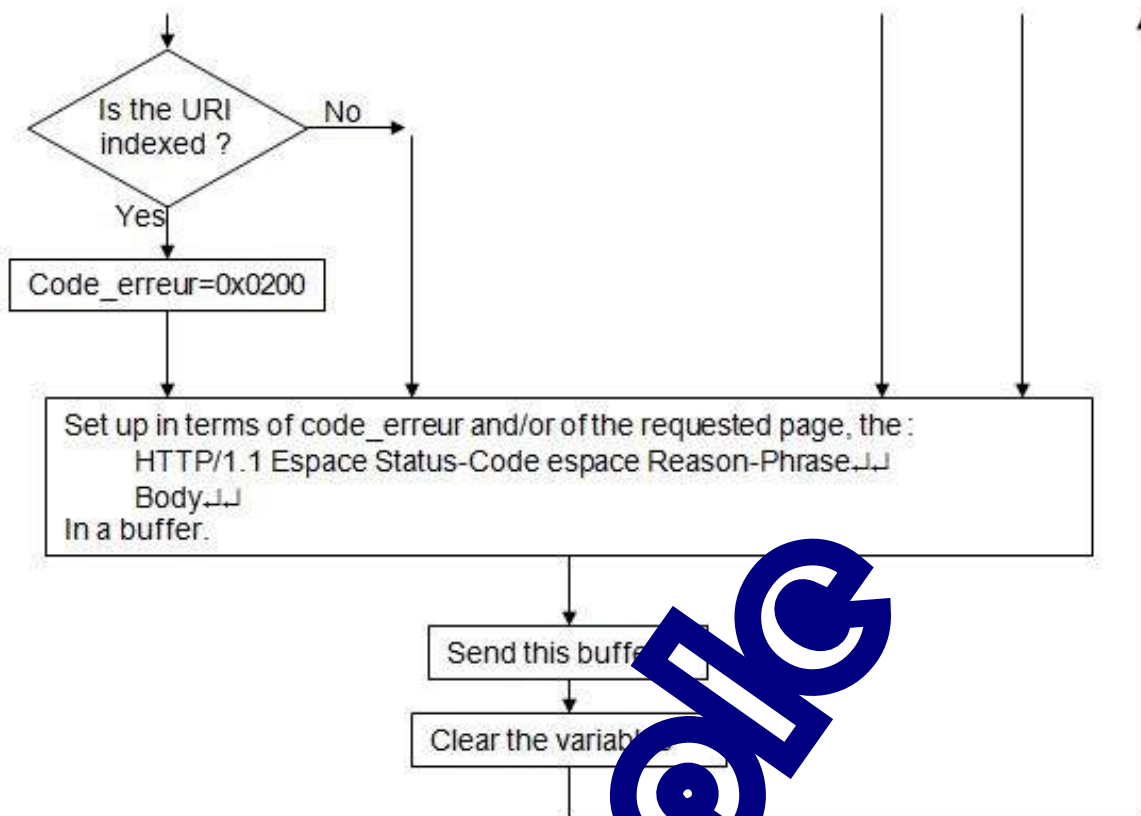 Is the URI
indexed ?
No
Yes
Code_erreur=0x0200
Set up in terms of code_erreur and/or of the requested page, the :
HTTP/1.1 Espace Status-Code espace Reason-Phrase↵↵
Body↵↵
In a buffer.
Send this
Clear the